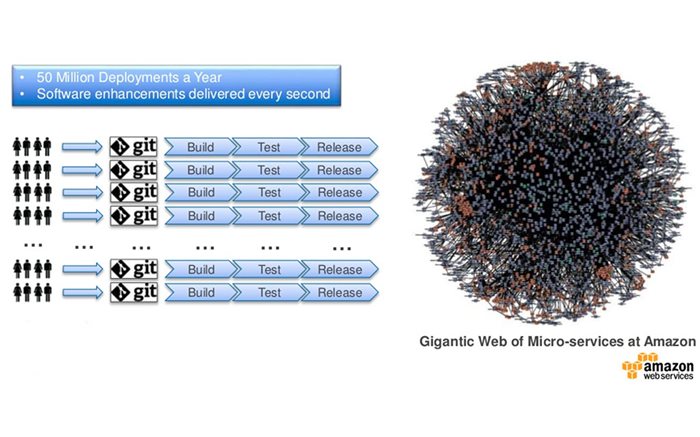 50 Million Deployments a Year
Software enhancements delivered every second
git Build Test Release
git Build Test Release
git Build Test Release
git Build Test Release
... ... ... ... ... ...
git Build Test Release
git Build Test Release
Gigantic Web of Micro-services at Amazon
amazon
webservices